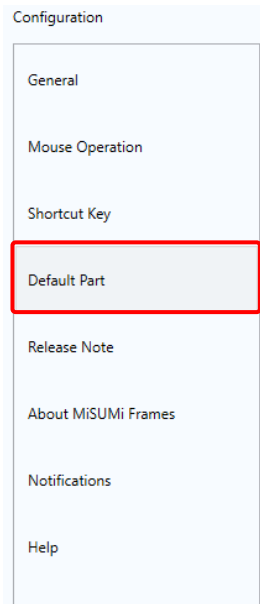 Configuration
General
Mouse Operation
Shortcut Key
Default Part
Release Note
About MiSUMi Frames
Notifications
Help